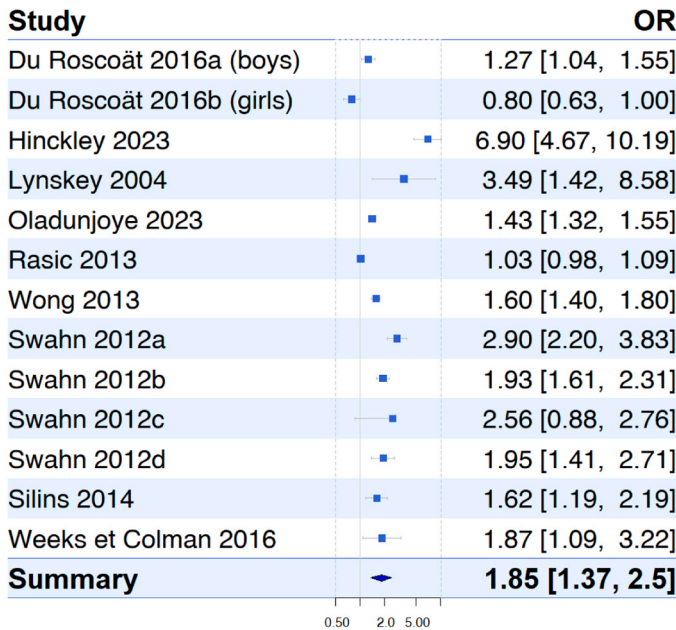 Study OR
Du Roscoät 2016a (boys) 1.27 [1.04, 1.55]
Du Roscoät 2016b (girls) 0.80 [0.63, 1.00]
Hinckley 2023 6.90 [4.67, 10.19]
Lynskey 2004 3.49 [1.42, 8.58]
Oladunjoye 2023 1.43 [1.32, 1.55]
Rasic 2013 1.03 [0.98, 1.09]
Wong 2013 1.60 [1.40, 1.80]
Swahn 2012a 2.90 [2.20, 3.83]
Swahn 2012b 1.93 [1.61, 2.31]
Swahn 2012c 2.56 [0.88, 2.76]
Swahn 2012d 1.95 [1.41, 2.71]
Silins 2014 1.62 [1.19, 2.19]
Weeks et Colman 2016 1.87 [1.09, 3.22]
Summary 1.85 [1.37, 2.5]
0.50 2.0 5.00